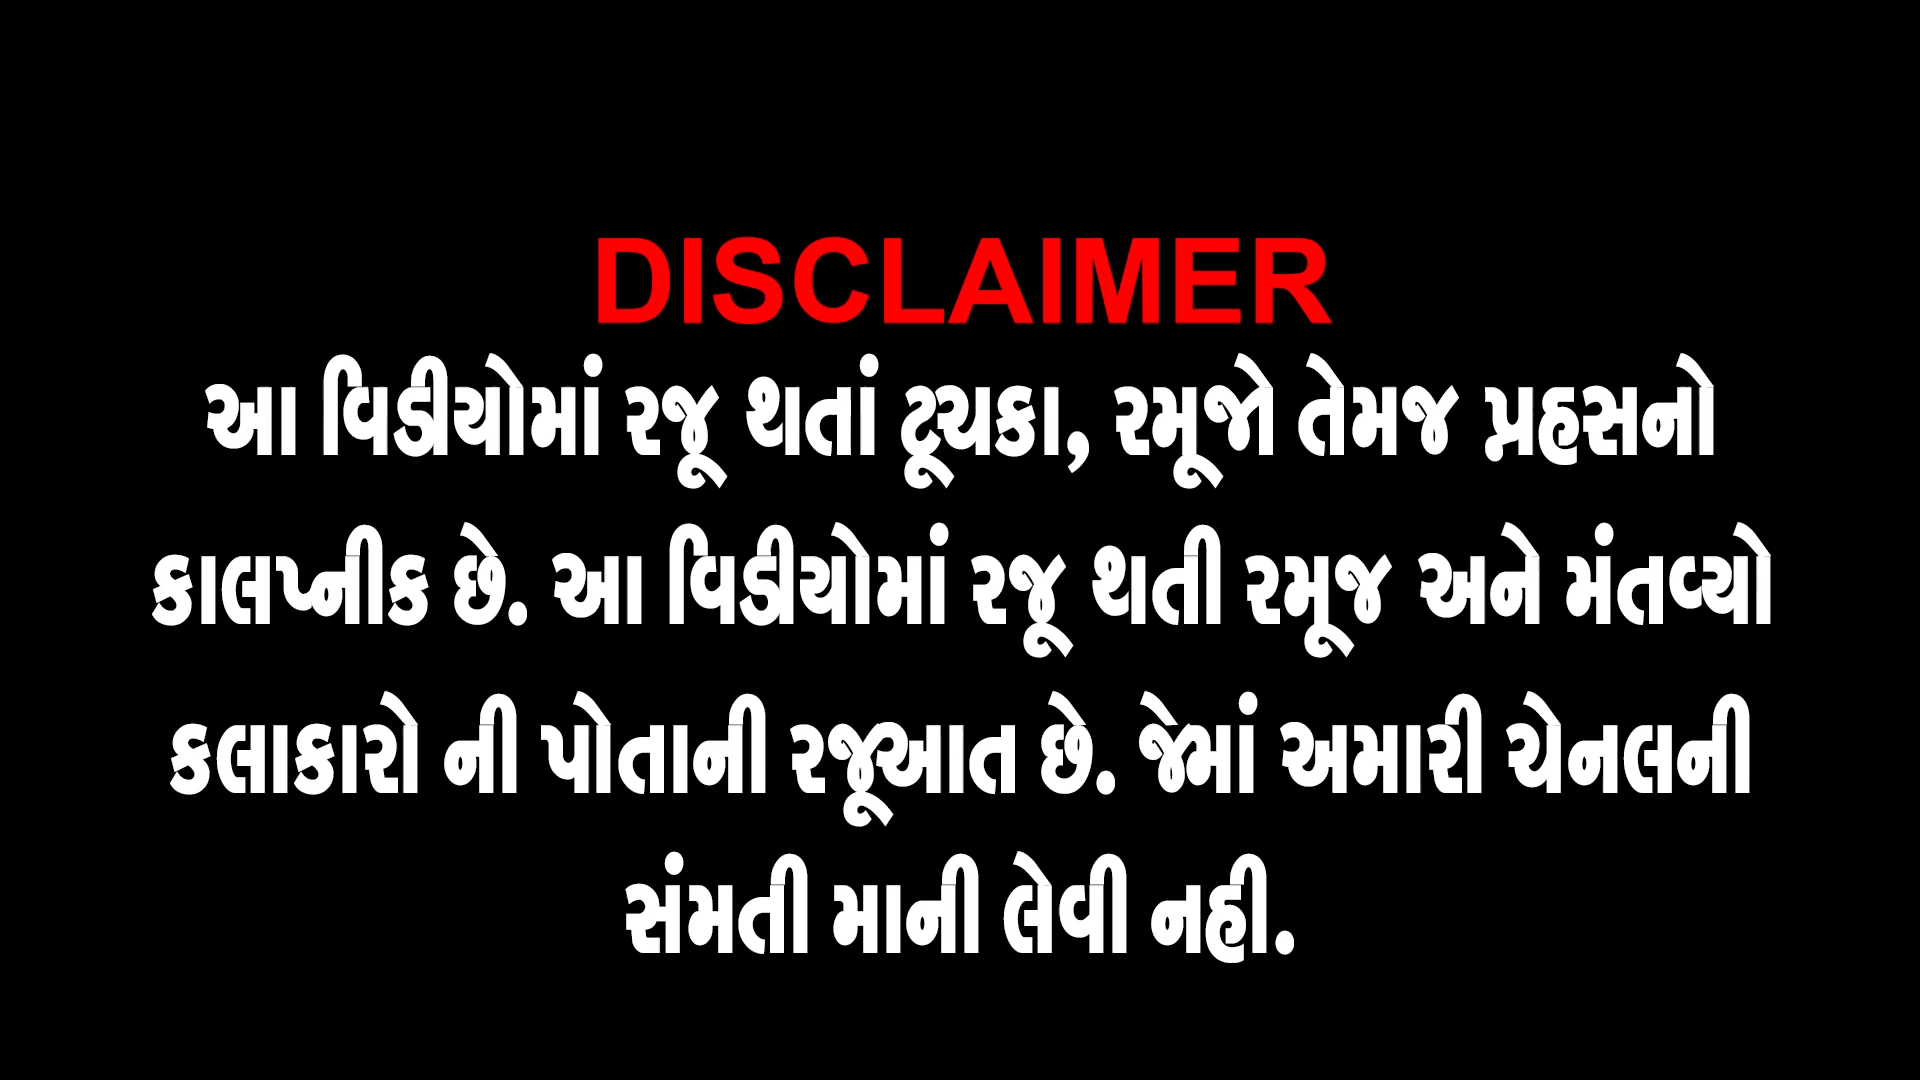 DISCLAIMER
આ વિડીયોમાં રજૂ થતાં ટૂચકા, રમૂજો તેમજ પ્રહસનો
કાલપ્નીક છે. આ વિડીયોમાં રજૂ થતી રમૂજ અને મંતવ્યો
કલાકારો ની પોતાની રજૂઆત છે. જેમાં અમારી ચેનલની
સંમતી માની લેવી નહી.